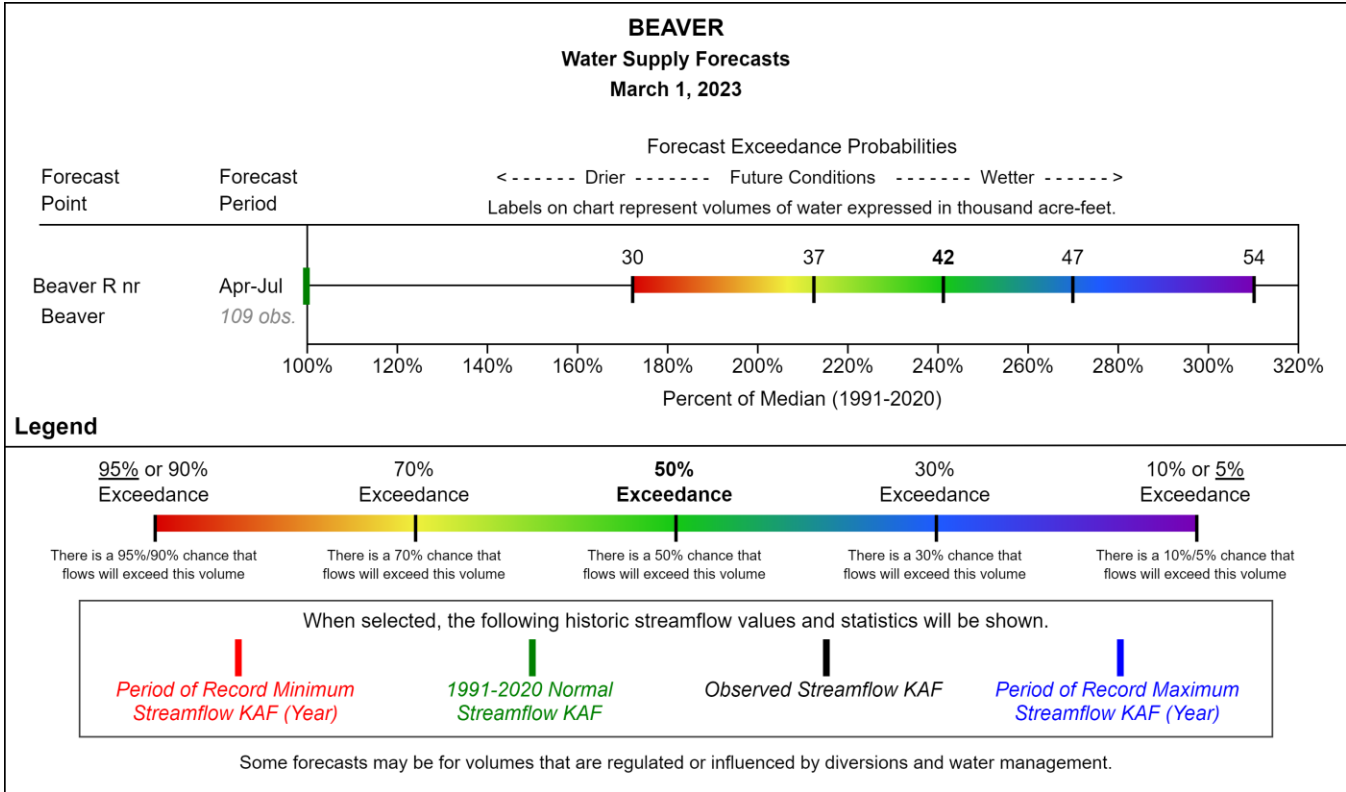 BEAVER
Water Supply Forecasts
March 1, 2023
Forecast Exceedance Probabilities
Forecast Point
Forecast Period
< - - - - - - Drier - - - - - - - Future Conditions - - - - - - - Wetter - - - - - - >
Labels on chart represent volumes of water expressed in thousand acre-feet.
30 37 42 47 54
Beaver R nr Beaver
Apr-Jul
109 obs.
100% 120% 140% 160% 180% 200% 220% 240% 260% 280% 300% 320%
Percent of Median (1991-2020)
Legend
95% or 90%
Exceedance
70%
Exceedance
50%
Exceedance
30%
Exceedance
10% or 5%
Exceedance
There is a 95%/90% chance that
flows will exceed this volume
There is a 70% chance that
flows will exceed this volume
There is a 50% chance that
flows will exceed this volume
There is a 30% chance that
flows will exceed this volume
There is a 10%/5% chance that
flows will exceed this volume
When selected, the following historic streamflow values and statistics will be shown.
Period of Record Minimum
Streamflow KAF (Year)
1991-2020 Normal
Streamflow KAF
Observed Streamflow KAF
Period of Record Maximum
Streamflow KAF (Year)
Some forecasts may be for volumes that are regulated or influenced by diversions and water management.